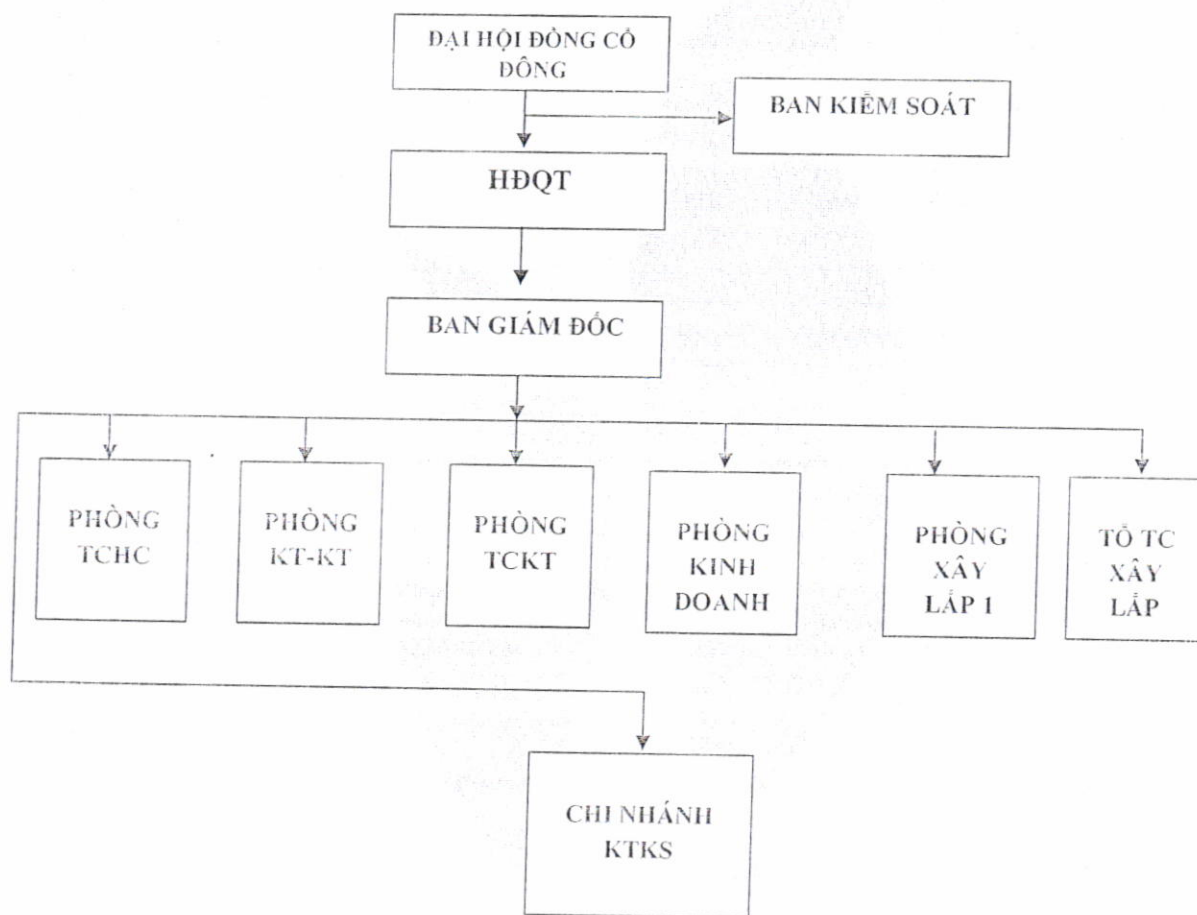 ĐẠI HỘI ĐỒNG CỔ
ĐÔNG
BAN KIỂM SOÁT
HĐQT
BAN GIÁM ĐỐC
PHÒNG
TCHC
PHÒNG
KT-KT
PHÒNG
TCKT
PHÒNG
KINH
DOANH
PHÒNG
XÂY
LẮP 1
TỔ TC
XÂY
LẮP
CHI NHÁNH
KTKS